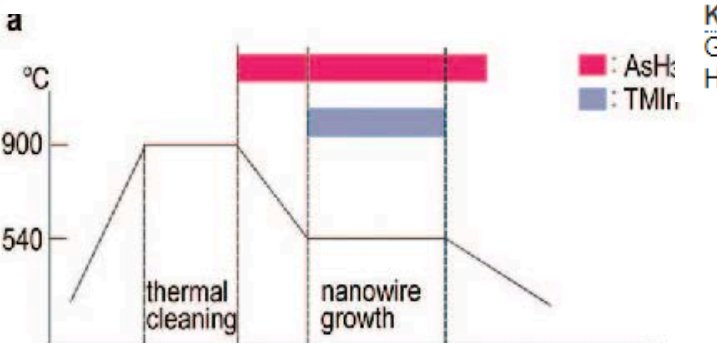 a
°C
: AsH₃
: TMIn
900
540
thermal
cleaning
nanowire
growth
K
G
H